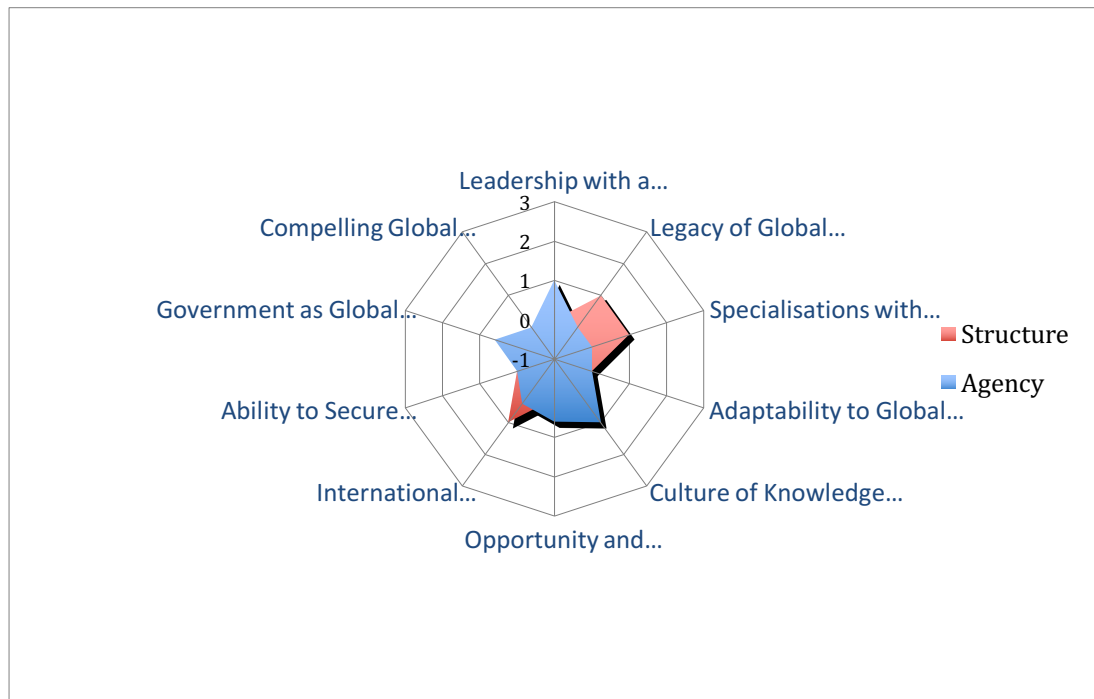 Leadership with a…
3
Compelling Global…
Legacy of Global…
2
1
Government as Global…
Specialisations with…
0
Structure
-1
Agency
Ability to Secure…
Adaptability to Global…
International…
Culture of Knowledge…
Opportunity and…